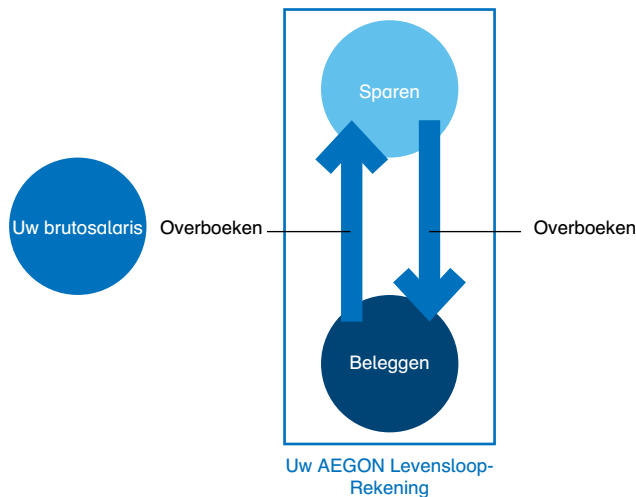 Sparen
Uw brutosalaris
Overboeken
Overboeken
Beleggen
Uw AEGON Levensloop-
Rekening